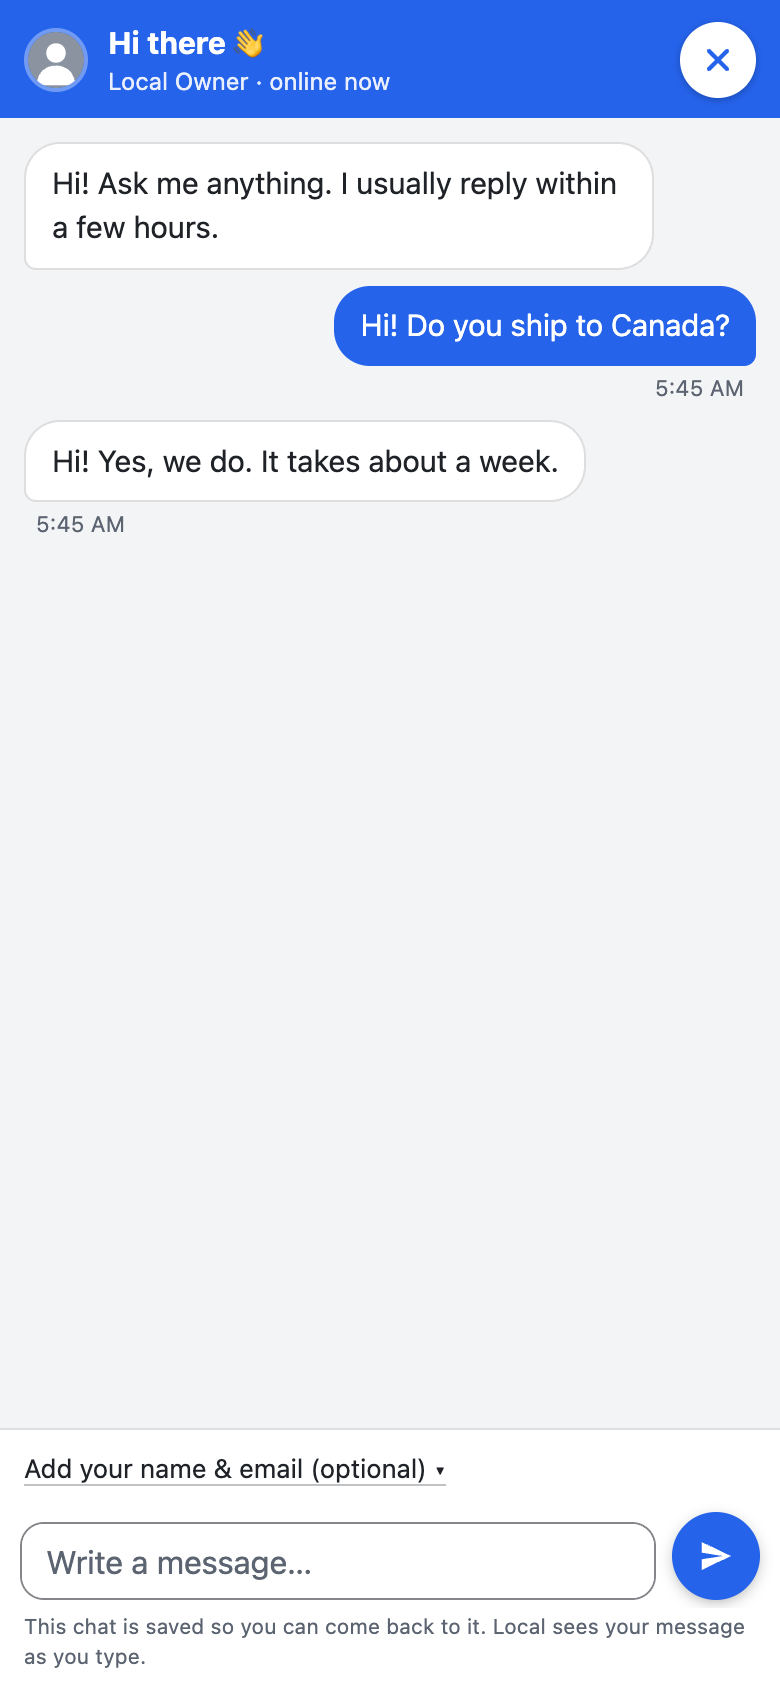 Hi there 👋
Local Owner · online now
Hi! Ask me anything. I usually reply within
a few hours.
Hi! Do you ship to Canada?
5:45 AM
Hi! Yes, we do. It takes about a week.
5:45 AM
Add your name & email (optional) ▾
Write a message...
This chat is saved so you can come back to it. Local sees your message
as you type.